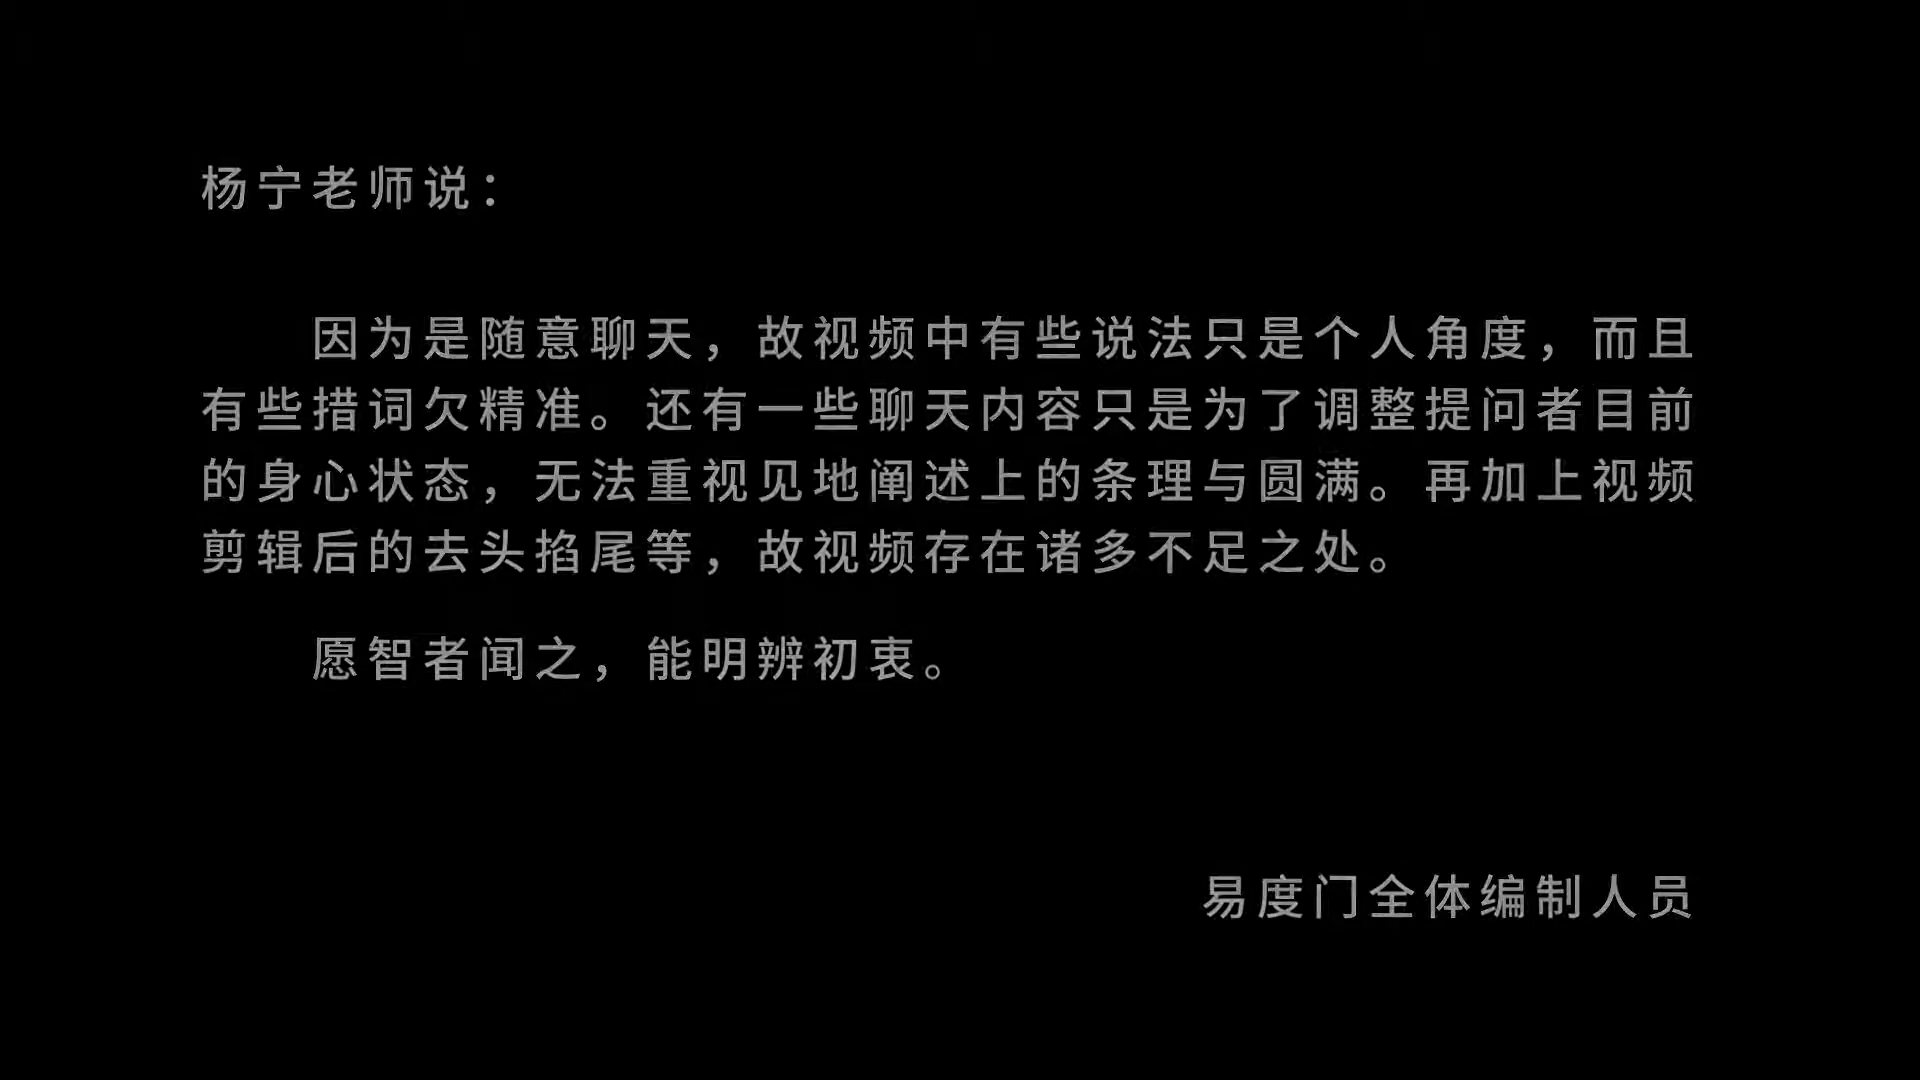 杨宁老师说：
因为是随意聊天，故视频中有些说法只是个人角度，而且
有些措词欠精准。还有一些聊天内容只是为了调整提问者目前
的身心状态，无法重视见地阐述上的条理与圆满。再加上视频
剪辑后的去头掐尾等，故视频存在诸多不足之处。
愿智者闻之，能明辨初衷。
易度门全体编制人员